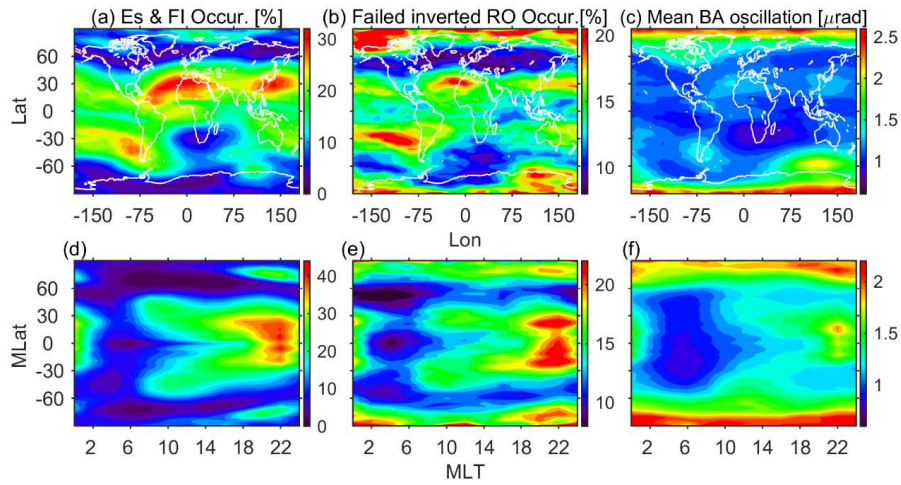 (a) Es & FI Occur. [%] (b) Failed inverted RO Occur.[%] (c) Mean BA oscillation [μrad]
60 30 20 2.5
30 25 2
Lat 0 20 15 1.5
-30 15 1
-60 10 10
5
0
-150 -75 0 75 150 -150 -75 0 75 150 -150 -75 0 75 150
Lon
(d) (e) (f)
60 40 20 2
30 30
MLat 0 20 15 1.5
-30 10 1
-60 0 10
2 6 10 14 18 22 2 6 10 14 18 22 2 6 10 14 18 22
MLT